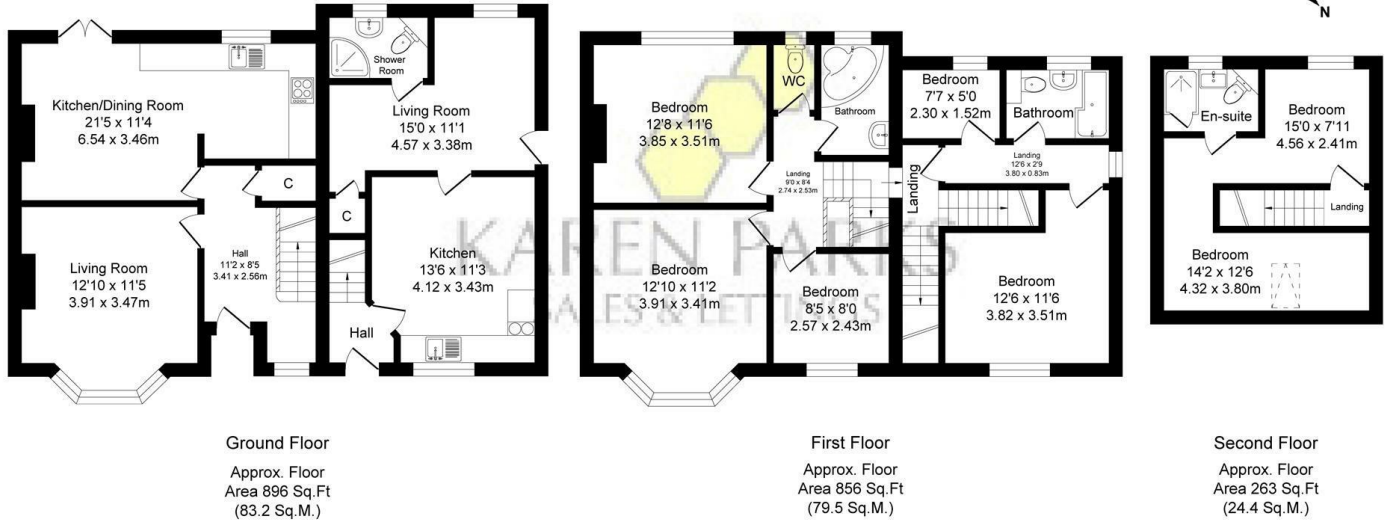 N
Kitchen/Dining Room
21'5 x 11'4
6.54 x 3.46m
Shower
Room
Living Room
15'0 x 11'1
4.57 x 3.38m
C
C
Living Room
12'10 x 11'5
3.91 x 3.47m
Hall
11'2 x 8'5
3.41 x 2.56m
Kitchen
13'6 x 11'3
4.12 x 3.43m
Hall
Ground Floor
Approx. Floor
Area 896 Sq.Ft
(83.2 Sq.M.)
Bedroom
12'8 x 11'6
3.85 x 3.51m
WC
Bathroom
Landing
9'0 x 8'4
2.74 x 2.53m
Bedroom
12'10 x 11'2
3.91 x 3.41m
Bedroom
8'5 x 8'0
2.57 x 2.43m
Bedroom
7'7 x 5'0
2.30 x 1.52m
Bathroom
Landing
Landing
12'6 x 2'9
3.80 x 0.83m
Bedroom
12'6 x 11'6
3.82 x 3.51m
KAREN PARKS
SALES & LETTINGS
First Floor
Approx. Floor
Area 856 Sq.Ft
(79.5 Sq.M.)
En-suite
Bedroom
15'0 x 7'11
4.56 x 2.41m
Landing
Bedroom
14'2 x 12'6
4.32 x 3.80m
Second Floor
Approx. Floor
Area 263 Sq.Ft
(24.4 Sq.M.)